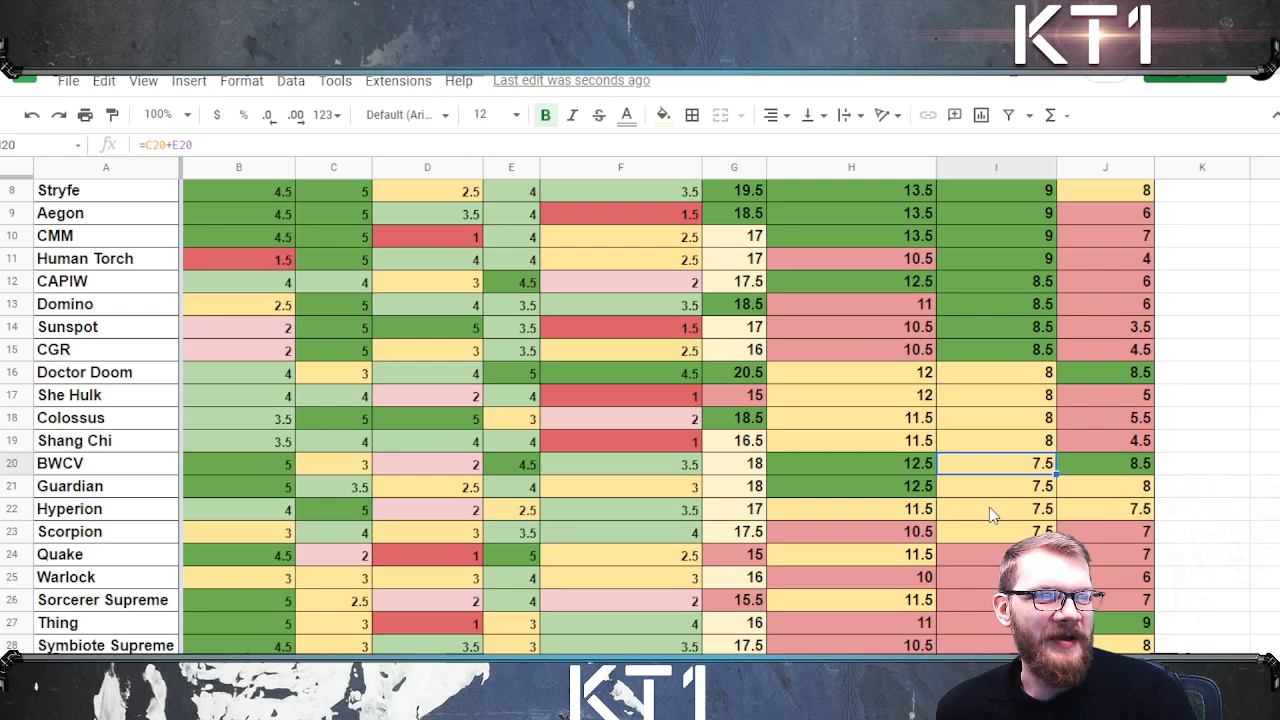 KT1
File Edit View Insert Format Data Tools Extensions Help Last edit was seconds ago
100% $ % .0 .00 123 Default (Ari... 12 B I S A Σ
I20 fx =C20+E20
A B C D E F G H I J K
8 Stryfe 4.5 5 2.5 4 3.5 19.5 13.5 9 8
9 Aegon 4.5 5 3.5 4 1.5 18.5 13.5 9 6
10 CMM 4.5 5 1 4 2.5 17 13.5 9 7
11 Human Torch 1.5 5 4 4 2.5 17 10.5 9 4
12 CAPIW 4 4 3 4.5 2 17.5 12.5 8.5 6
13 Domino 2.5 5 4 3.5 3.5 18.5 11 8.5 6
14 Sunspot 2 5 5 3.5 1.5 17 10.5 8.5 3.5
15 CGR 2 5 3 3.5 2.5 16 10.5 8.5 4.5
16 Doctor Doom 4 3 4 5 4.5 20.5 12 8 8.5
17 She Hulk 4 4 2 4 1 15 12 8 5
18 Colossus 3.5 5 5 3 2 18.5 11.5 8 5.5
19 Shang Chi 3.5 4 4 4 1 16.5 11.5 8 4.5
20 BWCV 5 3 2 4.5 3.5 18 12.5 7.5 8.5
21 Guardian 5 3.5 2.5 4 3 18 12.5 7.5 8
22 Hyperion 4 5 2 2.5 3.5 17 11.5 7.5 7.5
23 Scorpion 3 4 3 3.5 4 17.5 10.5 7.5 7
24 Quake 4.5 2 1 5 2.5 15 11.5 7
25 Warlock 3 3 3 4 3 16 10 6
26 Sorcerer Supreme 5 2.5 2 4 2 15.5 11.5 7
27 Thing 5 3 1 3 4 16 11 9
28 Symbiote Supreme 4.5 3 3.5 3 3.5 17.5 10.5 8
KT1